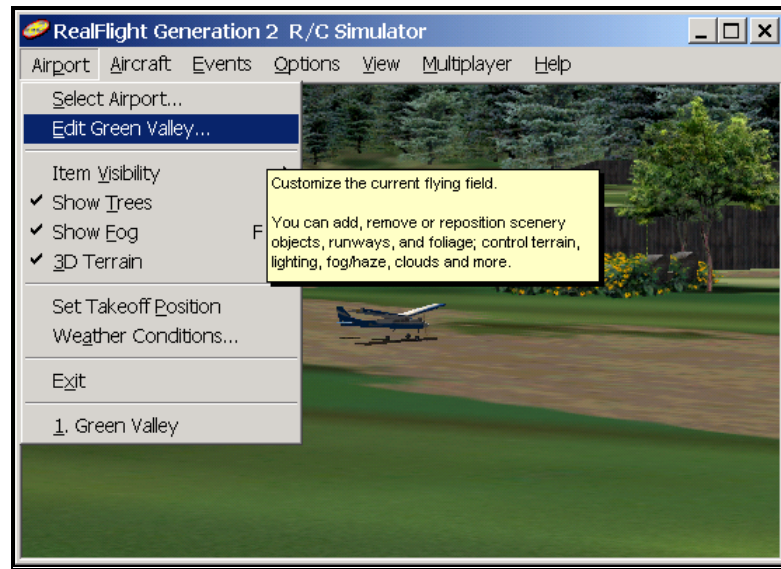 RealFlight Generation 2 R/C Simulator
Airport Aircraft Events Options View Multiplayer Help
Select Airport...
Edit Green Valley...
Item Visibility
Show Trees
Show Fog F
3D Terrain
Set Takeoff Position
Weather Conditions...
Exit
1. Green Valley
Customize the current flying field.
You can add, remove or reposition scenery
objects, runways, and foliage; control terrain,
lighting, fog/haze, clouds and more.